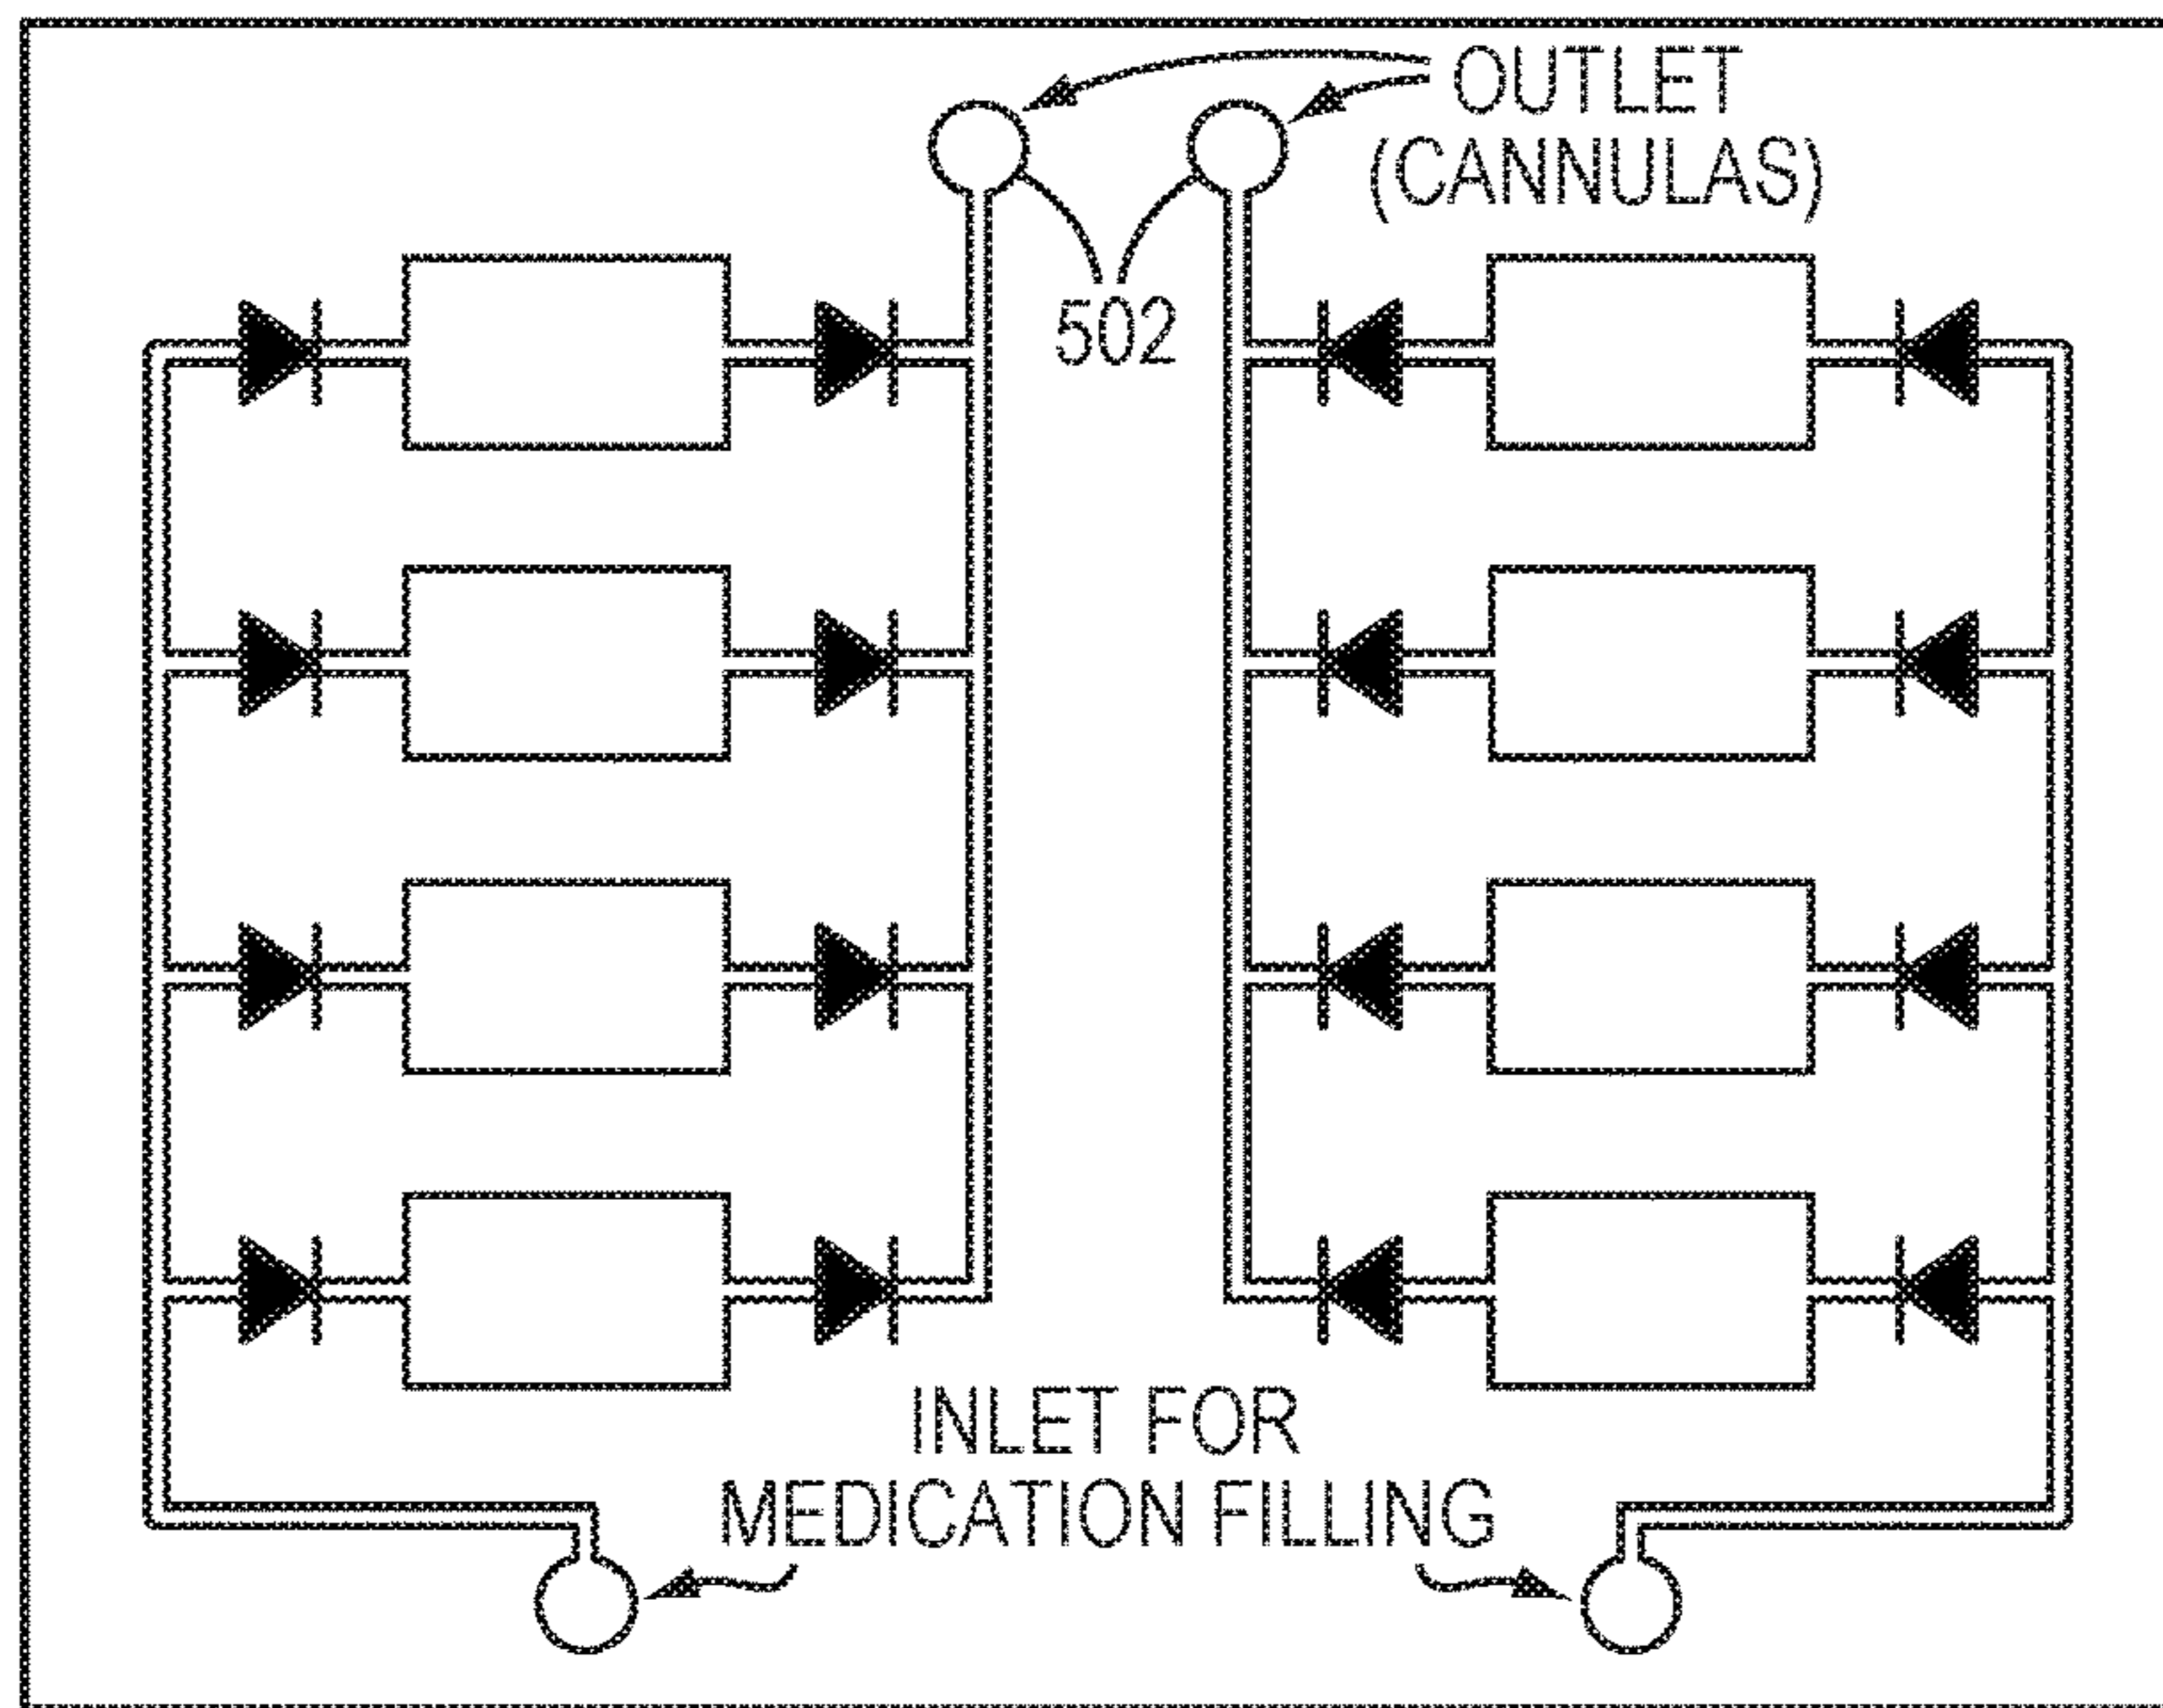 OUTLET
(CANNULAS)
502
INLET FOR
MEDICATION FILLING